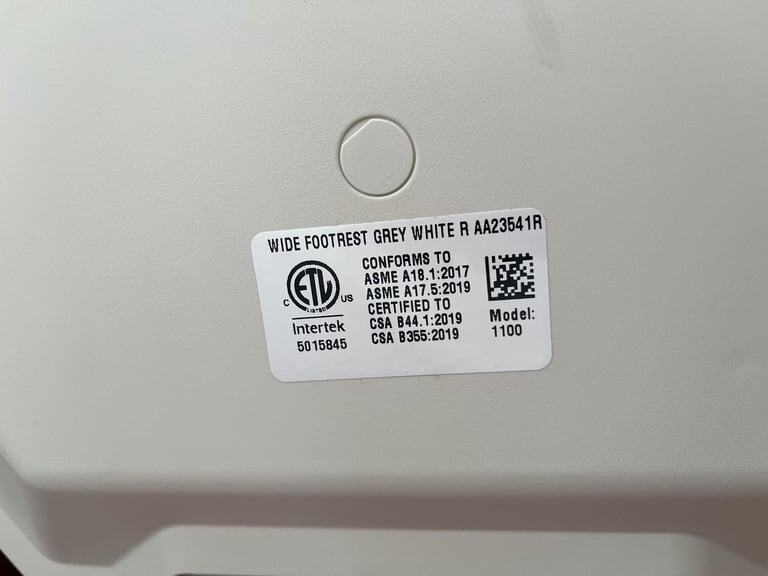 WIDE FOOTREST GREY WHITE R AA23541R
CONFORMS TO
ASME A18.1:2017
ASME A17.5:2019
CERTIFIED TO
CSA B44.1:2019
CSA B355:2019
C ETL US
LISTED
Intertek
5015845
Model:
1100